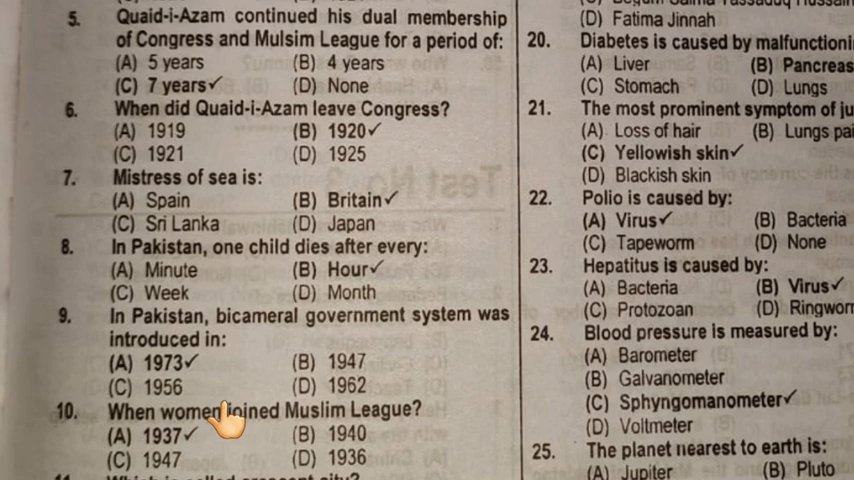 5. Quaid-i-Azam continued his dual membership
of Congress and Mulsim League for a period of:
(A) 5 years (B) 4 years
(C) 7 years✓ (D) None
6. When did Quaid-i-Azam leave Congress?
(A) 1919 (B) 1920✓
(C) 1921 (D) 1925
7. Mistress of sea is:
(A) Spain (B) Britain✓
(C) Sri Lanka (D) Japan
8. In Pakistan, one child dies after every:
(A) Minute (B) Hour✓
(C) Week (D) Month
9. In Pakistan, bicameral government system was
introduced in:
(A) 1973✓ (B) 1947
(C) 1956 (D) 1962
10. When women joined Muslim League?
(A) 1937✓ (B) 1940
(C) 1947 (D) 1936
(D) Fatima Jinnah
20. Diabetes is caused by
(A) Liver (B) Pancreas
(C) Stomach (D) Lungs
21. The most prominent symptom of
(A) Loss of hair (B) Lungs
(C) Yellowish skin✓
(D) Blackish skin
22. Polio is caused by:
(A) Virus✓ (B) Bacteria
(C) Tapeworm (D) None
23. Hepatitus is caused by:
(A) Bacteria (B) Virus✓
(C) Protozoan (D)
24. Blood pressure is measured by:
(A) Barometer
(B) Galvanometer
(C) Sphyngomanometer✓
(D) Voltmeter
25. The planet nearest to earth is:
(A) Jupiter (B) Pluto